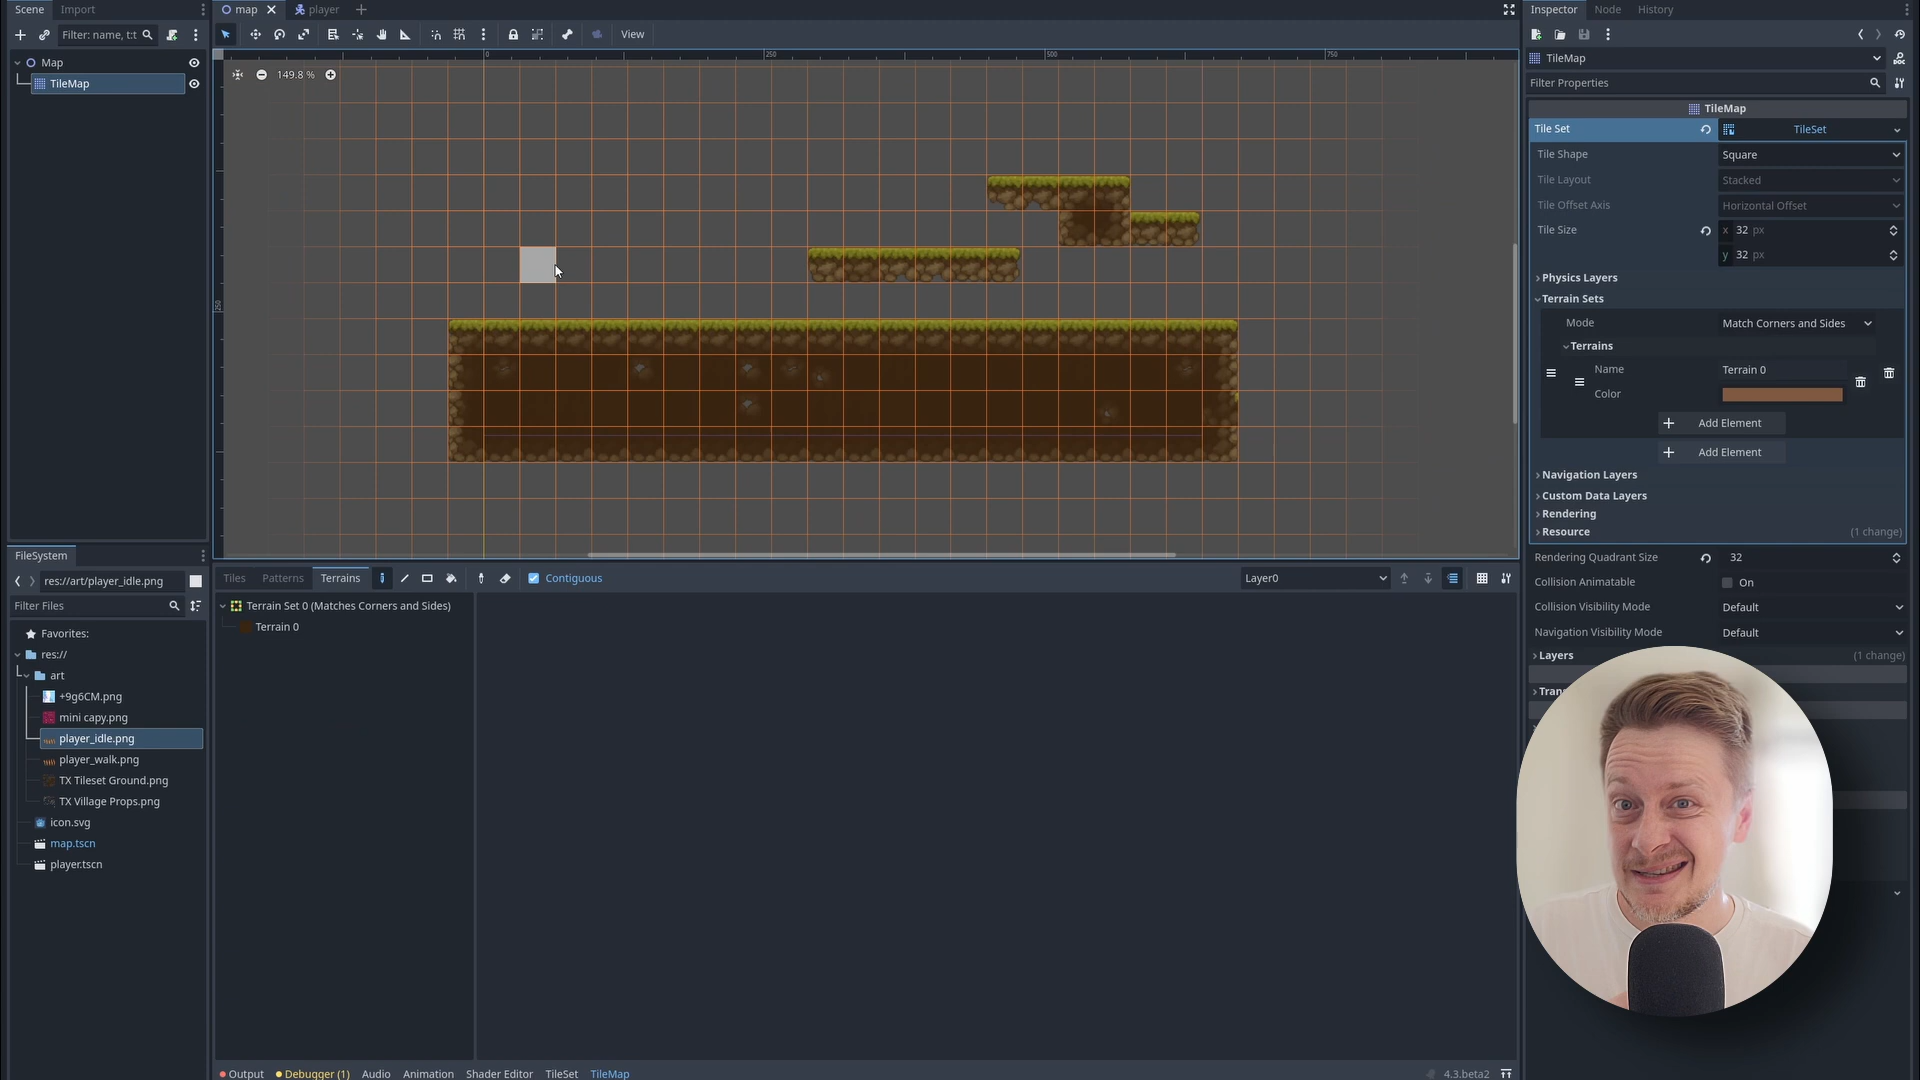 Scene
Import
Filter: name, t:t
Map
TileMap
map
player
View
149.8 %
0
250
500
750
250
FileSystem
res://art/player_idle.png
Filter Files
Favorites:
res://
art
+9g6CM.png
mini capy.png
player_idle.png
player_walk.png
TX Tileset Ground.png
TX Village Props.png
icon.svg
map.tscn
player.tscn
Tiles
Patterns
Terrains
Contiguous
Layer0
Terrain Set 0 (Matches Corners and Sides)
Terrain 0
Output
Debugger (1)
Audio
Animation
Shader Editor
TileSet
TileMap
4.3.beta2
Inspector
Node
History
TileMap
DOC
Filter Properties
TileMap
Tile Set
TileSet
Tile Shape
Square
Tile Layout
Stacked
Tile Offset Axis
Horizontal Offset
Tile Size
x 32 px
y 32 px
Physics Layers
Terrain Sets
Mode
Match Corners and Sides
Terrains
Name
Terrain 0
Color
Add Element
Add Element
Navigation Layers
Custom Data Layers
Rendering
Resource
(1 change)
Rendering Quadrant Size
32
Collision Animatable
On
Collision Visibility Mode
Default
Navigation Visibility Mode
Default
Layers
(1 change)